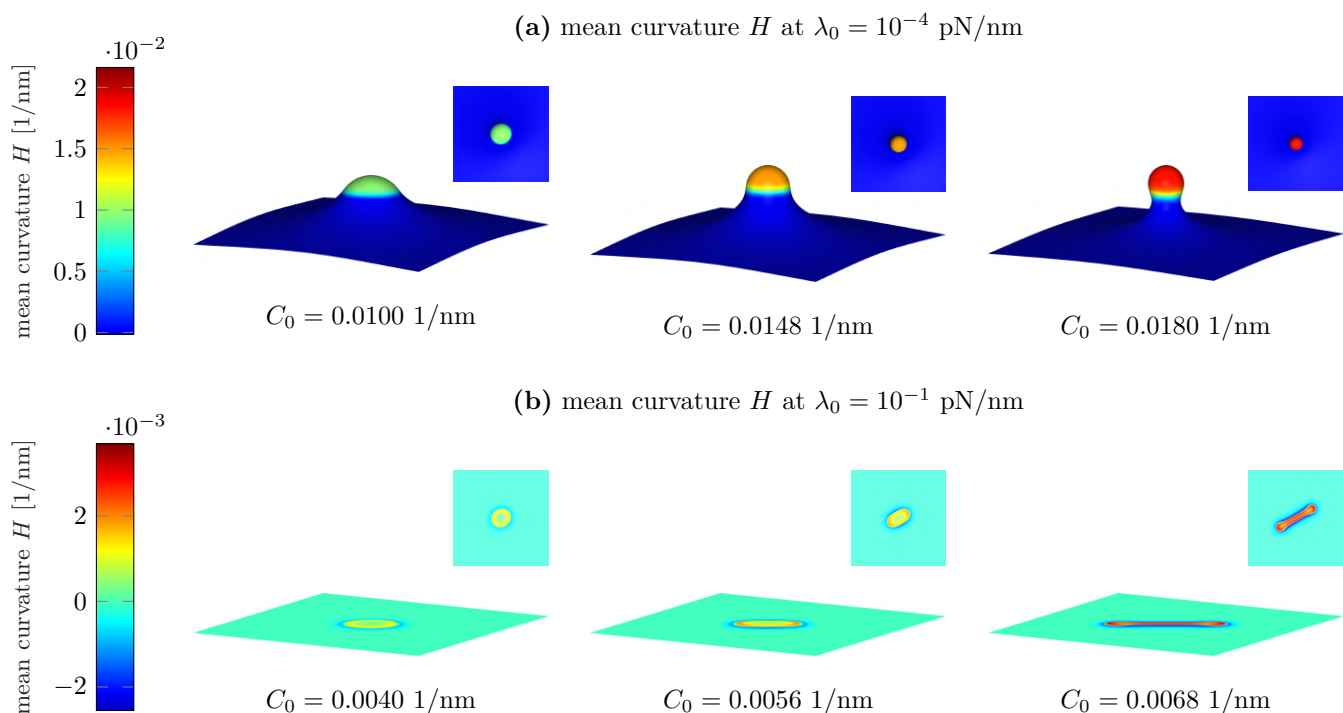 (a) mean curvature H at λ₀ = 10⁻⁴ pN/nm
·10⁻²
mean curvature H [1/nm]
2
1.5
1
0.5
0
C₀ = 0.0100 1/nm
C₀ = 0.0148 1/nm
C₀ = 0.0180 1/nm
(b) mean curvature H at λ₀ = 10⁻¹ pN/nm
·10⁻³
mean curvature H [1/nm]
2
0
−2
C₀ = 0.0040 1/nm
C₀ = 0.0056 1/nm
C₀ = 0.0068 1/nm